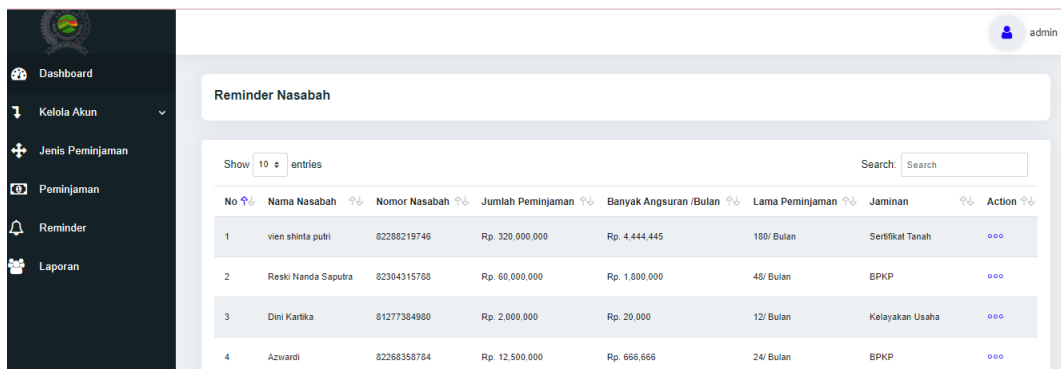 admin
Dashboard
Kelola Akun
Jenis Peminjaman
Peminjaman
Reminder
Laporan
Reminder Nasabah
Show 10 entries Search: Search
No Nama Nasabah Nomor Nasabah Jumlah Peminjaman Banyak Angsuran /Bulan Lama Peminjaman Jaminan Action
1 vien shinta putri 82288219746 Rp. 320,000,000 Rp. 4,444,445 180/ Bulan Sertifikat Tanah
2 Reski Nanda Saputra 82304315788 Rp. 60,000,000 Rp. 1,800,000 48/ Bulan BPKP
3 Dini Kartika 81277384980 Rp. 2,000,000 Rp. 20,000 12/ Bulan Kelayakan Usaha
4 Azwardi 82268358784 Rp. 12,500,000 Rp. 666,666 24/ Bulan BPKP